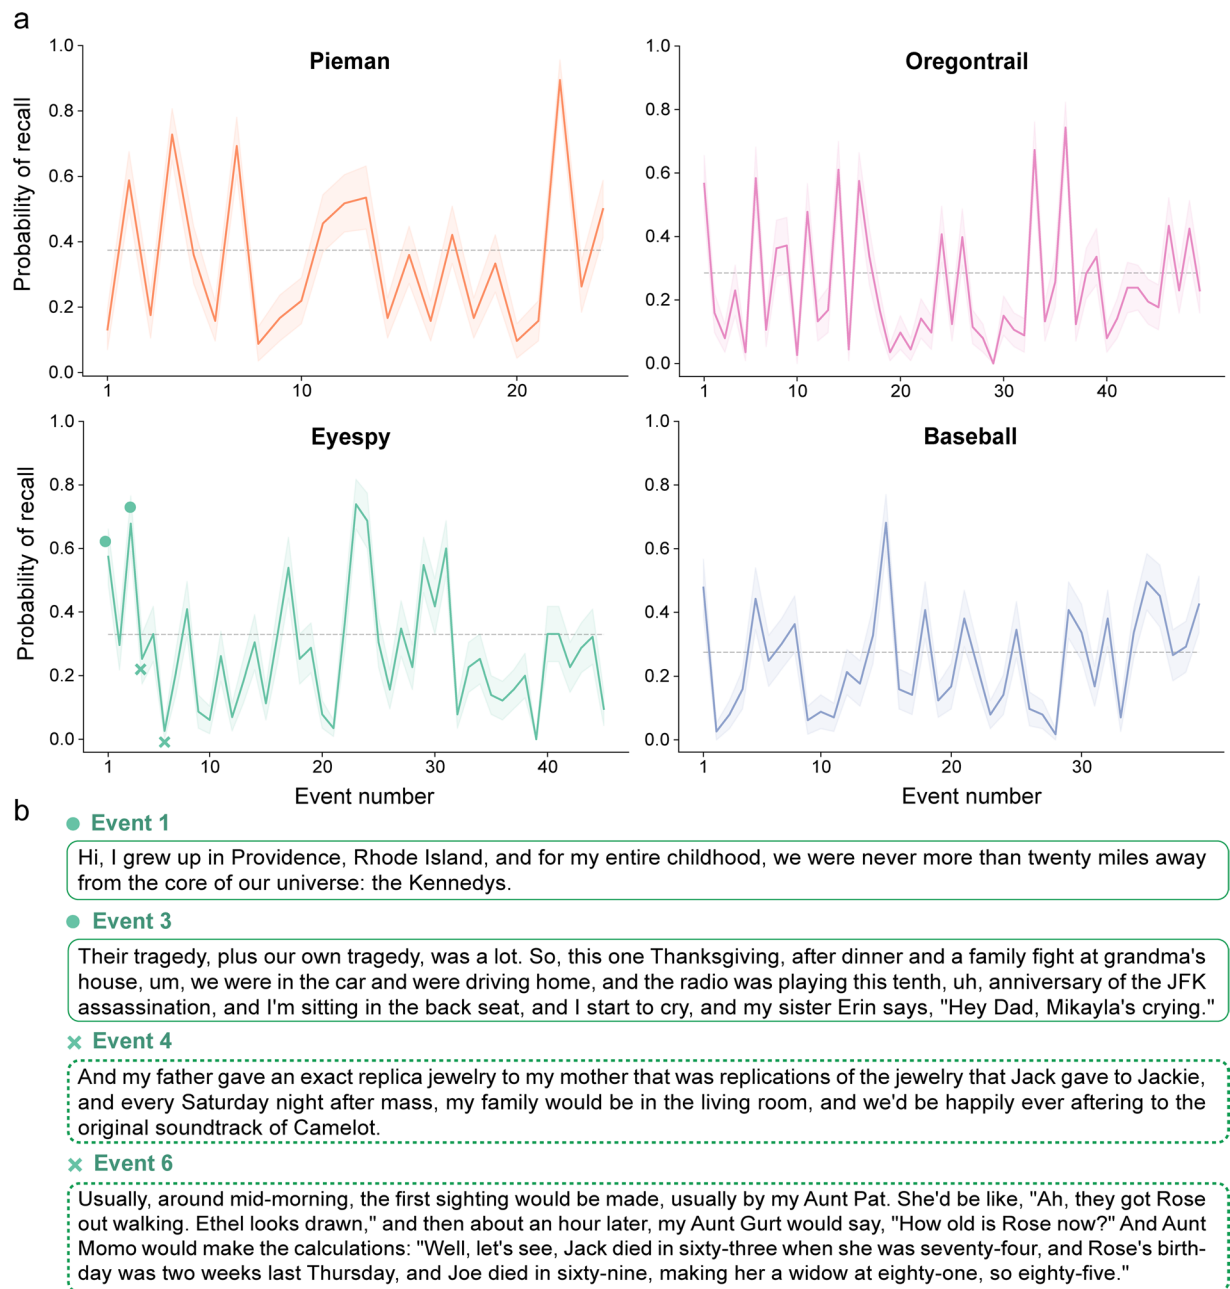 a
Pieman
Oregontrail
Probability of recall
1.0
0.8
0.6
0.4
0.2
0.0
1
10
20
1.0
0.8
0.6
0.4
0.2
0.0
1
10
20
30
40
Eyespy
Baseball
Probability of recall
1.0
0.8
0.6
0.4
0.2
0.0
1
10
20
30
40
Event number
1.0
0.8
0.6
0.4
0.2
0.0
1
10
20
30
Event number
b
Event 1
Hi, I grew up in Providence, Rhode Island, and for my entire childhood, we were never more than twenty miles away
from the core of our universe: the Kennedys.
Event 3
Their tragedy, plus our own tragedy, was a lot. So, this one Thanksgiving, after dinner and a family fight at grandma's
house, um, we were in the car and were driving home, and the radio was playing this tenth, uh, anniversary of the JFK
assassination, and I'm sitting in the back seat, and I start to cry, and my sister Erin says, "Hey Dad, Mikayla's crying."
Event 4
And my father gave an exact replica jewelry to my mother that was replications of the jewelry that Jack gave to Jackie,
and every Saturday night after mass, my family would be in the living room, and we'd be happily ever aftering to the
original soundtrack of Camelot.
Event 6
Usually, around mid-morning, the first sighting would be made, usually by my Aunt Pat. She'd be like, "Ah, they got Rose
out walking. Ethel looks drawn," and then about an hour later, my Aunt Gurt would say, "How old is Rose now?" And Aunt
Momo would make the calculations: "Well, let's see, Jack died in sixty-three when she was seventy-four, and Rose's birth-
day was two weeks last Thursday, and Joe died in sixty-nine, making her a widow at eighty-one, so eighty-five."